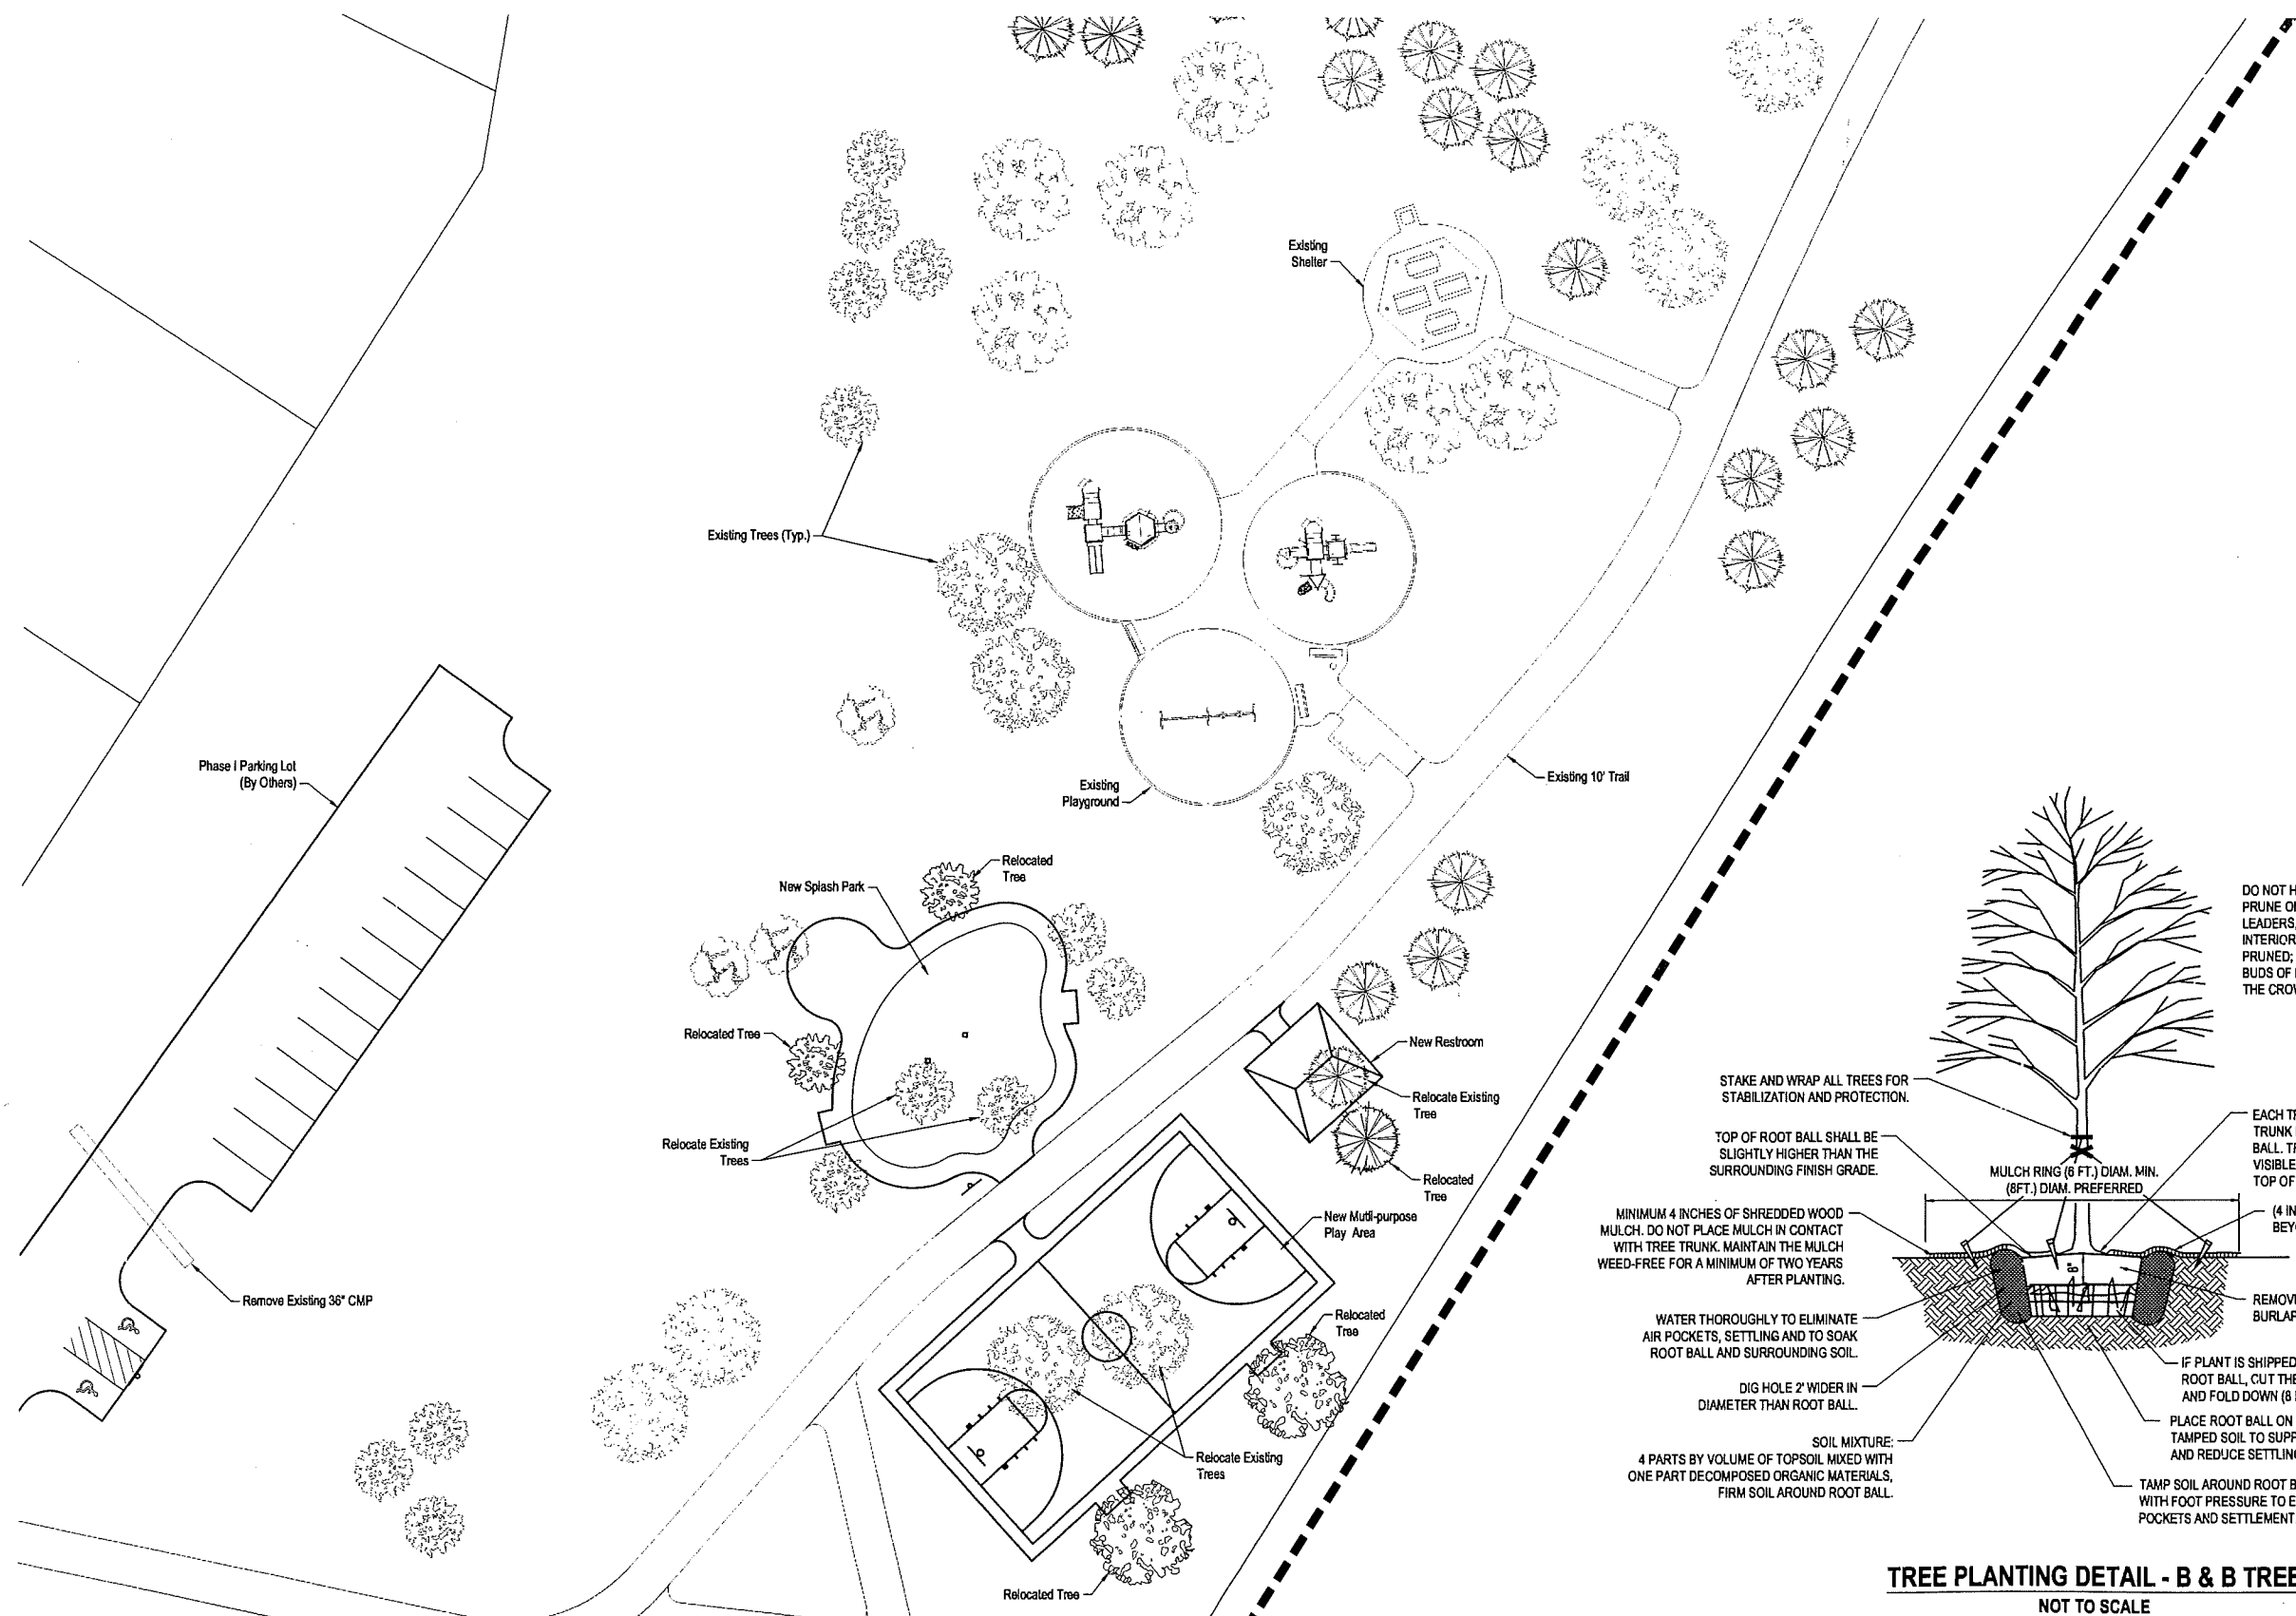 Existing
Shelter
Existing Trees (Typ.)
Phase I Parking Lot
(By Others)
Existing
Playground
Existing 10' Trail
Relocated
Tree
New Splash Park
Relocated Tree
Relocate Existing
Trees
New Restroom
Relocate Existing
Tree
Relocated
Tree
New Mutli-purpose
Play Area
Remove Existing 36" CMP
Relocated
Tree
Relocate Existing
Trees
Relocated Tree
DO NOT H
PRUNE O
LEADERS,
INTERIOR
PRUNED;
BUDS OF
THE CROW
STAKE AND WRAP ALL TREES FOR
STABILIZATION AND PROTECTION.
TOP OF ROOT BALL SHALL BE
SLIGHTLY HIGHER THAN THE
SURROUNDING FINISH GRADE.
MULCH RING (6 FT.) DIAM. MIN.
(8FT.) DIAM. PREFERRED
MINIMUM 4 INCHES OF SHREDDED WOOD
MULCH. DO NOT PLACE MULCH IN CONTACT
WITH TREE TRUNK. MAINTAIN THE MULCH
WEED-FREE FOR A MINIMUM OF TWO YEARS
AFTER PLANTING.
WATER THOROUGHLY TO ELIMINATE
AIR POCKETS, SETTLING AND TO SOAK
ROOT BALL AND SURROUNDING SOIL.
DIG HOLE 2' WIDER IN
DIAMETER THAN ROOT BALL.
SOIL MIXTURE:
4 PARTS BY VOLUME OF TOPSOIL MIXED WITH
ONE PART DECOMPOSED ORGANIC MATERIALS,
FIRM SOIL AROUND ROOT BALL.
8"
EACH T
TRUNK
BALL. T
VISIBLE
TOP OF
(4 IN
BEY
REMOV
BURLAP
IF PLANT IS SHIPPED
ROOT BALL, CUT THE
AND FOLD DOWN (8
PLACE ROOT BALL ON
TAMPED SOIL TO SUPP
AND REDUCE SETTLING
TAMP SOIL AROUND ROOT B
WITH FOOT PRESSURE TO E
POCKETS AND SETTLEMENT
TREE PLANTING DETAIL - B & B TREE
NOT TO SCALE